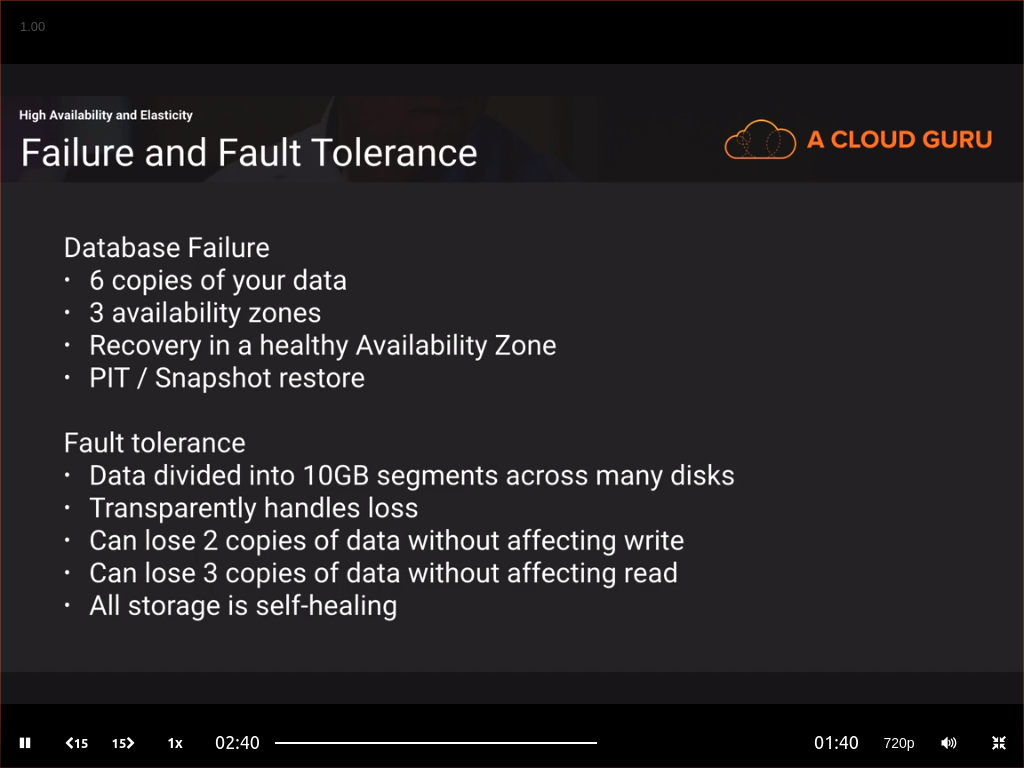 1.00
High Availability and Elasticity
Failure and Fault Tolerance
A CLOUD GURU
Database Failure
• 6 copies of your data
• 3 availability zones
• Recovery in a healthy Availability Zone
• PIT / Snapshot restore
Fault tolerance
• Data divided into 10GB segments across many disks
• Transparently handles loss
• Can lose 2 copies of data without affecting write
• Can lose 3 copies of data without affecting read
• All storage is self-healing
15 15 1x 02:40 01:40 720p